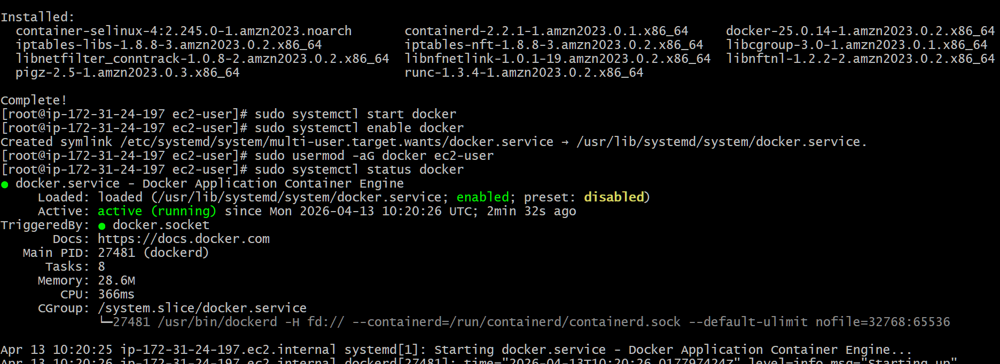 Installed:
container-selinux-4:2.245.0-1.amzn2023.noarch containerd-2.2.1-1.amzn2023.0.1.x86_64 docker-25.0.14-1.amzn2023.0.2.x86_64
iptables-libs-1.8.8-3.amzn2023.0.2.x86_64 iptables-nft-1.8.8-3.amzn2023.0.2.x86_64 libcgroup-3.0-1.amzn2023.0.1.x86_64
libnetfilter_conntrack-1.0.8-2.amzn2023.0.2.x86_64 libnfnetlink-1.0.1-19.amzn2023.0.2.x86_64 libnftnl-1.2.2-2.amzn2023.0.2.x86_64
pigz-2.5-1.amzn2023.0.3.x86_64 runc-1.3.4-1.amzn2023.0.2.x86_64
Complete!
[root@ip-172-31-24-197 ec2-user]# sudo systemctl start docker
[root@ip-172-31-24-197 ec2-user]# sudo systemctl enable docker
Created symlink /etc/systemd/system/multi-user.target.wants/docker.service → /usr/lib/systemd/system/docker.service.
[root@ip-172-31-24-197 ec2-user]# sudo usermod -aG docker ec2-user
[root@ip-172-31-24-197 ec2-user]# sudo systemctl status docker
● docker.service - Docker Application Container Engine
Loaded: loaded (/usr/lib/systemd/system/docker.service; enabled; preset: disabled)
Active: active (running) since Mon 2026-04-13 10:20:26 UTC; 2min 32s ago
TriggeredBy: ● docker.socket
Docs: https://docs.docker.com
Main PID: 27481 (dockerd)
Tasks: 8
Memory: 28.6M
CPU: 366ms
CGroup: /system.slice/docker.service
└─27481 /usr/bin/dockerd -H fd:// --containerd=/run/containerd/containerd.sock --default-ulimit nofile=32768:65536
Apr 13 10:20:25 ip-172-31-24-197.ec2.internal systemd[1]: Starting docker.service - Docker Application Container Engine...
Apr 13 10:20:26 ip-172-31-24-197.ec2.internal dockerd[27481]: time="2026-04-13T10:20:26.017797424Z" level=info msg="Starting up"